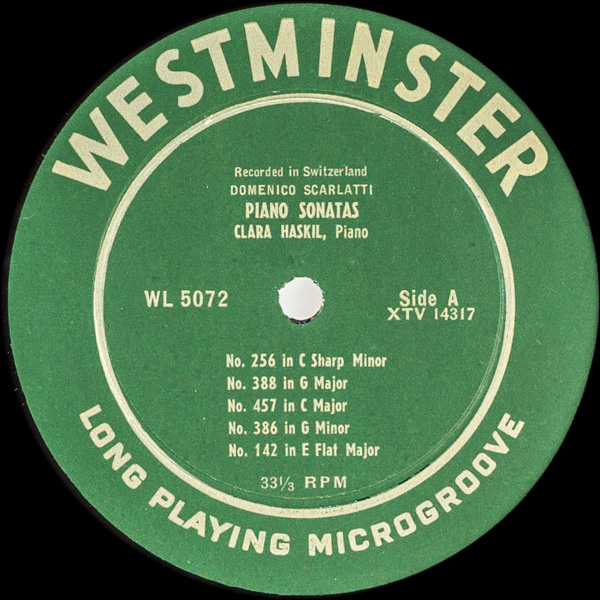 WESTMINSTER
Recorded in Switzerland
DOMENICO SCARLATTI
PIANO SONATAS
CLARA HASKIL, Piano
WL 5072
Side A
XTV 14317
No. 256 in C Sharp Minor
No. 388 in G Major
No. 457 in C Major
No. 386 in G Minor
No. 142 in E Flat Major
33⅓ RPM
LONG PLAYING MICROGROOVE